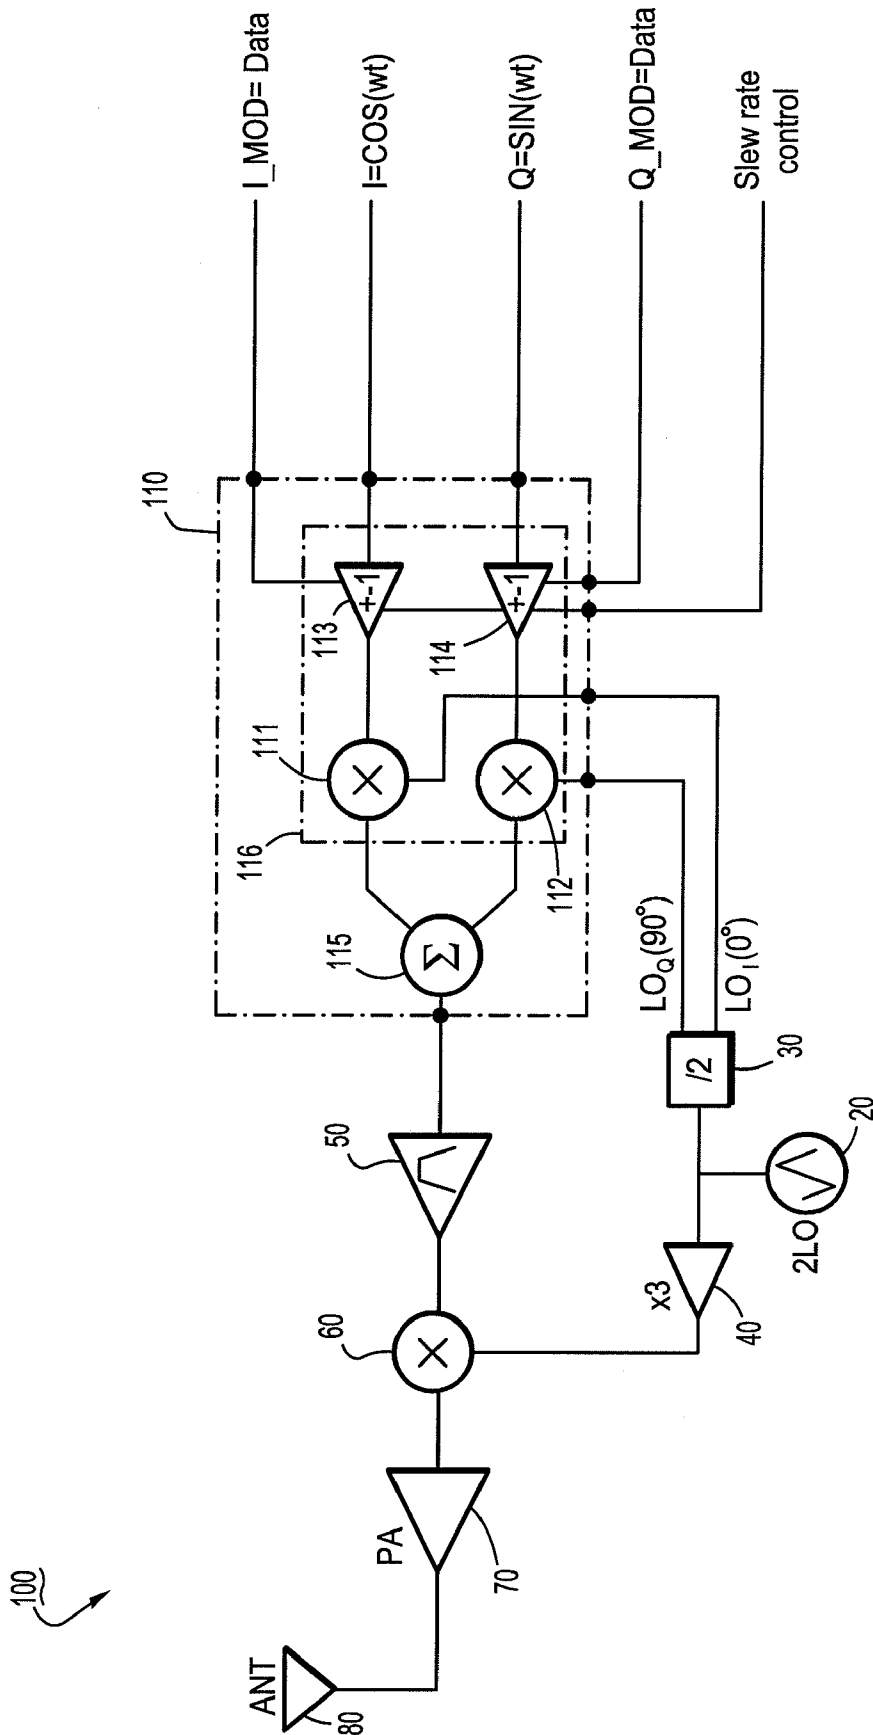 100
ANT
80
PA
70
60
x3
40
50
2LO
20
/2
30
LO_Q(90°)
LO_I(0°)
115
Σ
116
111
112
110
113
+-1
114
+-1
I_MOD= Data
I=COS(wt)
Q=SIN(wt)
Q_MOD=Data
Slew rate
control